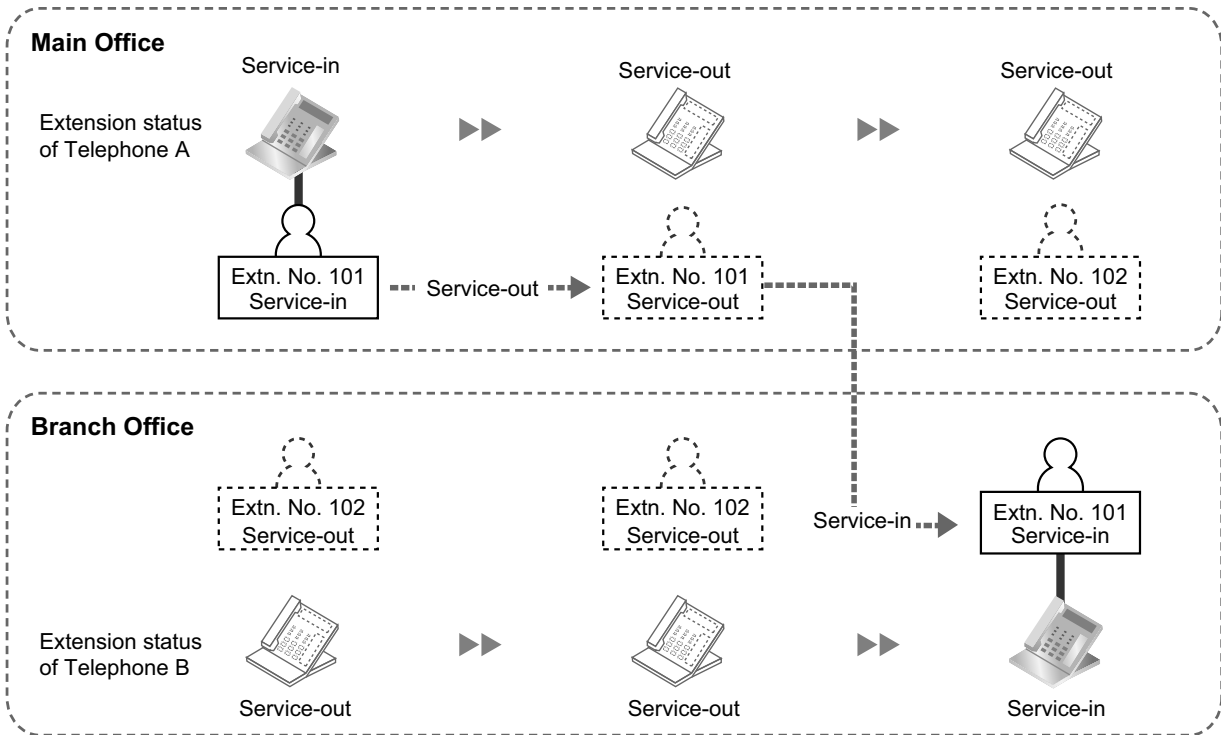 Main Office
Service-in
Service-out
Service-out
Extension status
of Telephone A
Extn. No. 101
Service-in
Service-out
Extn. No. 101
Service-out
Extn. No. 102
Service-out
Branch Office
Extn. No. 102
Service-out
Extn. No. 102
Service-out
Service-in
Extn. No. 101
Service-in
Extension status
of Telephone B
Service-out
Service-out
Service-in